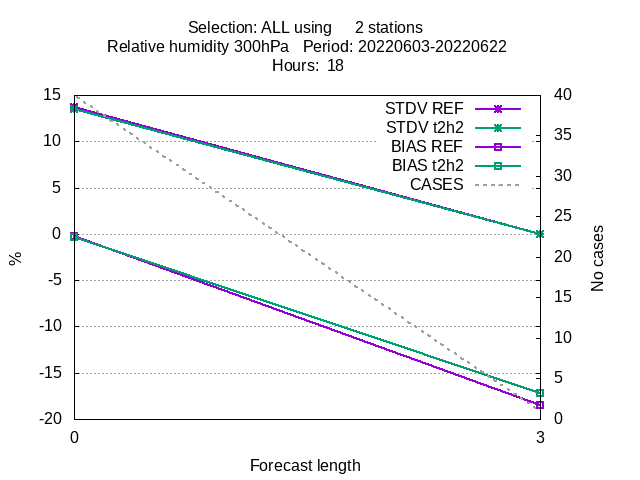 Selection: ALL using 2 stations
Relative humidity 300hPa Period: 20220603-20220622
Hours: 18
STDV REF
STDV t2h2
BIAS REF
BIAS t2h2
CASES
15
10
5
0
-5
-10
-15
-20
%
40
35
30
25
20
15
10
5
0
No cases
0
3
Forecast length